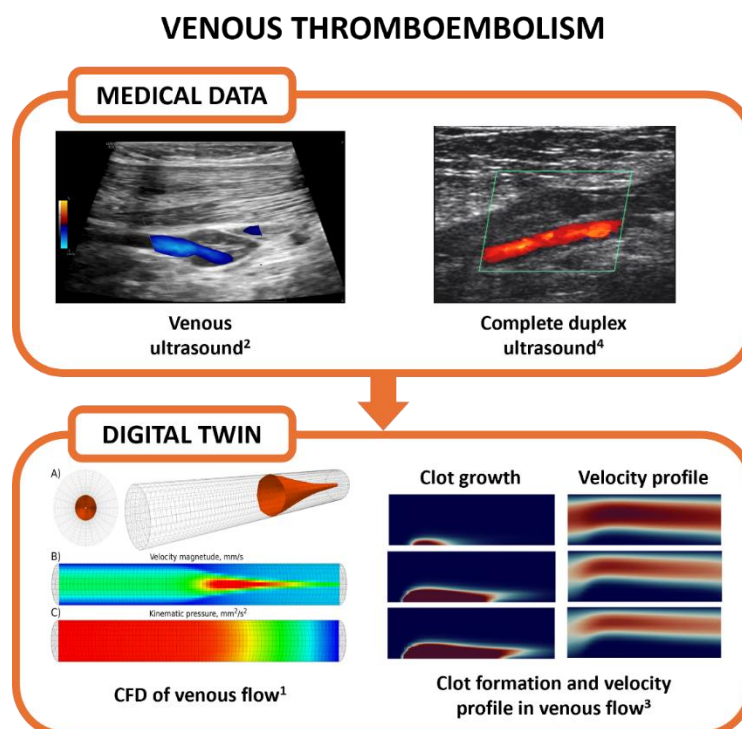 VENOUS THROMBOEMBOLISM
MEDICAL DATA
Venous
ultrasound²
Complete duplex
ultrasound⁴
DIGITAL TWIN
A)
B)
Velocity magnetude, mm/s
C)
Kinematic pressure, mm²/s²
CFD of venous flow¹
Clot growth
Velocity profile
Clot formation and velocity
profile in venous flow³